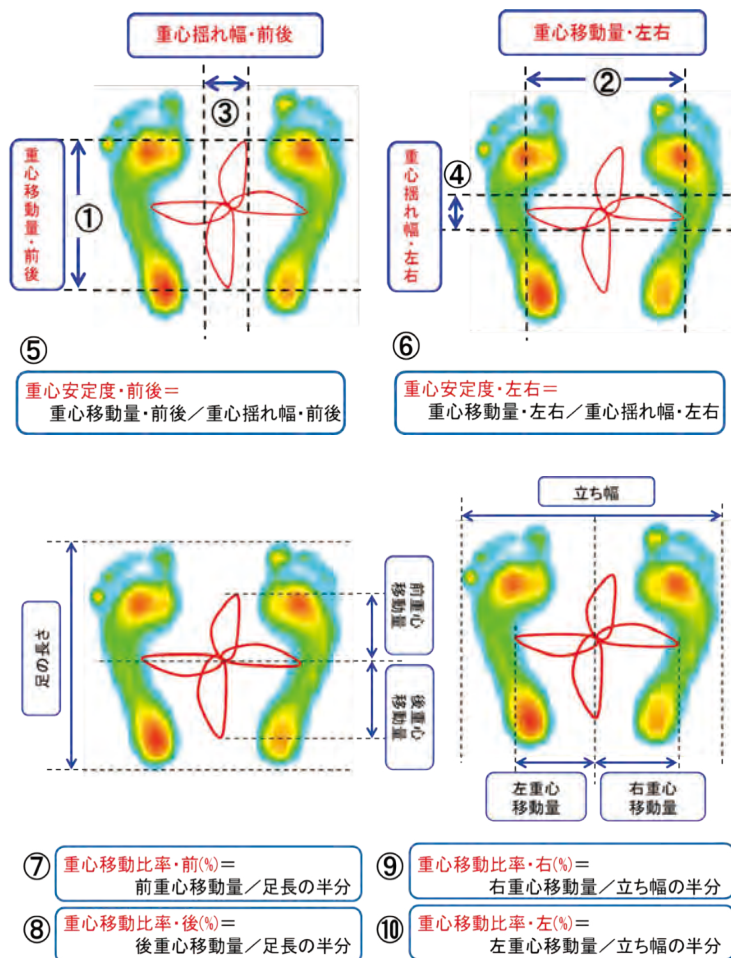 重心揺れ幅・前後
③
重心移動量・前後
①
重心移動量・左右
②
重心揺れ幅・左右
④
⑤
重心安定度・前後=
重心移動量・前後/重心揺れ幅・前後
⑥
重心安定度・左右=
重心移動量・左右/重心揺れ幅・左右
足の長さ
前重心
移動量
後重心
移動量
立ち幅
左重心
移動量
右重心
移動量
⑦
重心移動比率・前(%)=
前重心移動量/足長の半分
⑧
重心移動比率・後(%)=
後重心移動量/足長の半分
⑨
重心移動比率・右(%)=
右重心移動量/立ち幅の半分
⑩
重心移動比率・左(%)=
左重心移動量/立ち幅の半分